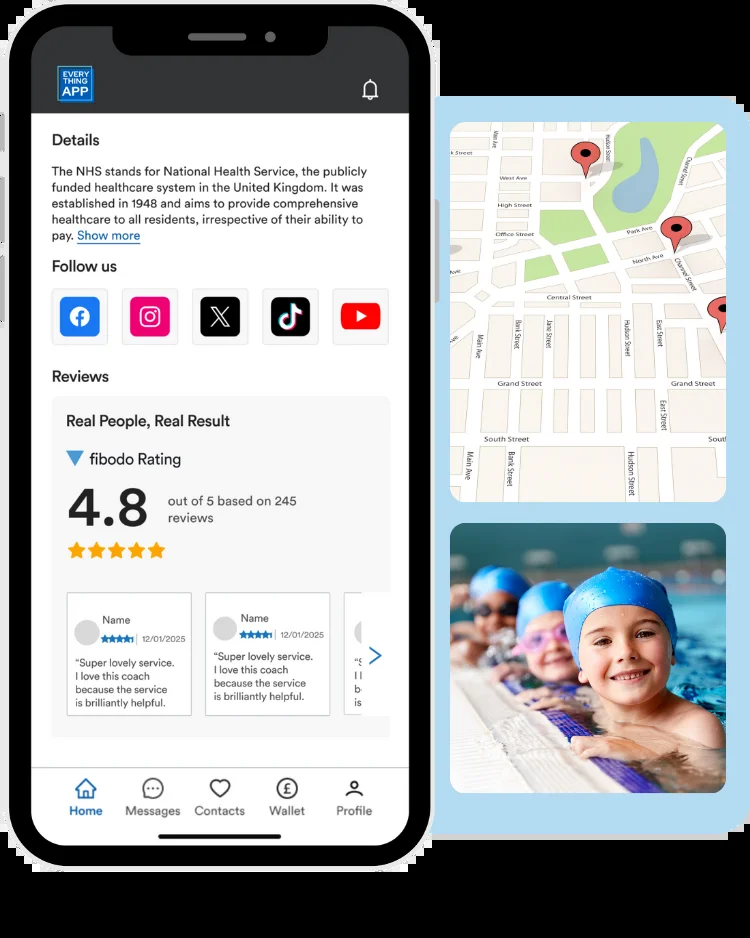 EVERY
THING
APP
Details
The NHS stands for National Health Service, the publicly
funded healthcare system in the United Kingdom. It was
established in 1948 and aims to provide comprehensive
healthcare to all residents, irrespective of their ability to
pay. Show more
Follow us
Reviews
Real People, Real Result
fibodo Rating
4.8
out of 5 based on 245
reviews
Name
12/01/2025
"Super lovely service.
I love this coach
because the service
is brilliantly helpful.
Name
12/01/2025
"Super lovely service.
I love this coach
because the service
is brilliantly helpful.
"S
I l
b
is
Home
Messages
Contacts
Wallet
Profile
Hudson Street
k Street
Main Ave
Channel Street
West Ave
High Street
Park Ave
Office Street
North Ave
Channel Street
Ave
Central Street
Main Ave
Bank Street
Jane Street
Hudson Street
East Street
Grand Street
Grand Street
East Street
South Street
Sout
Main Ave
Bank Street
Hudson Street